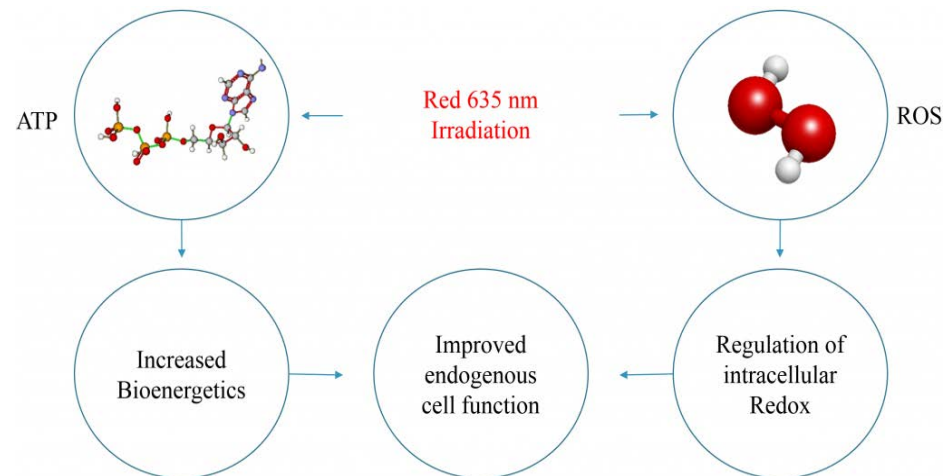 ATP
Red 635 nm
Irradiation
ROS
Increased
Bioenergetics
Improved
endogenous
cell function
Regulation of
intracellular
Redox